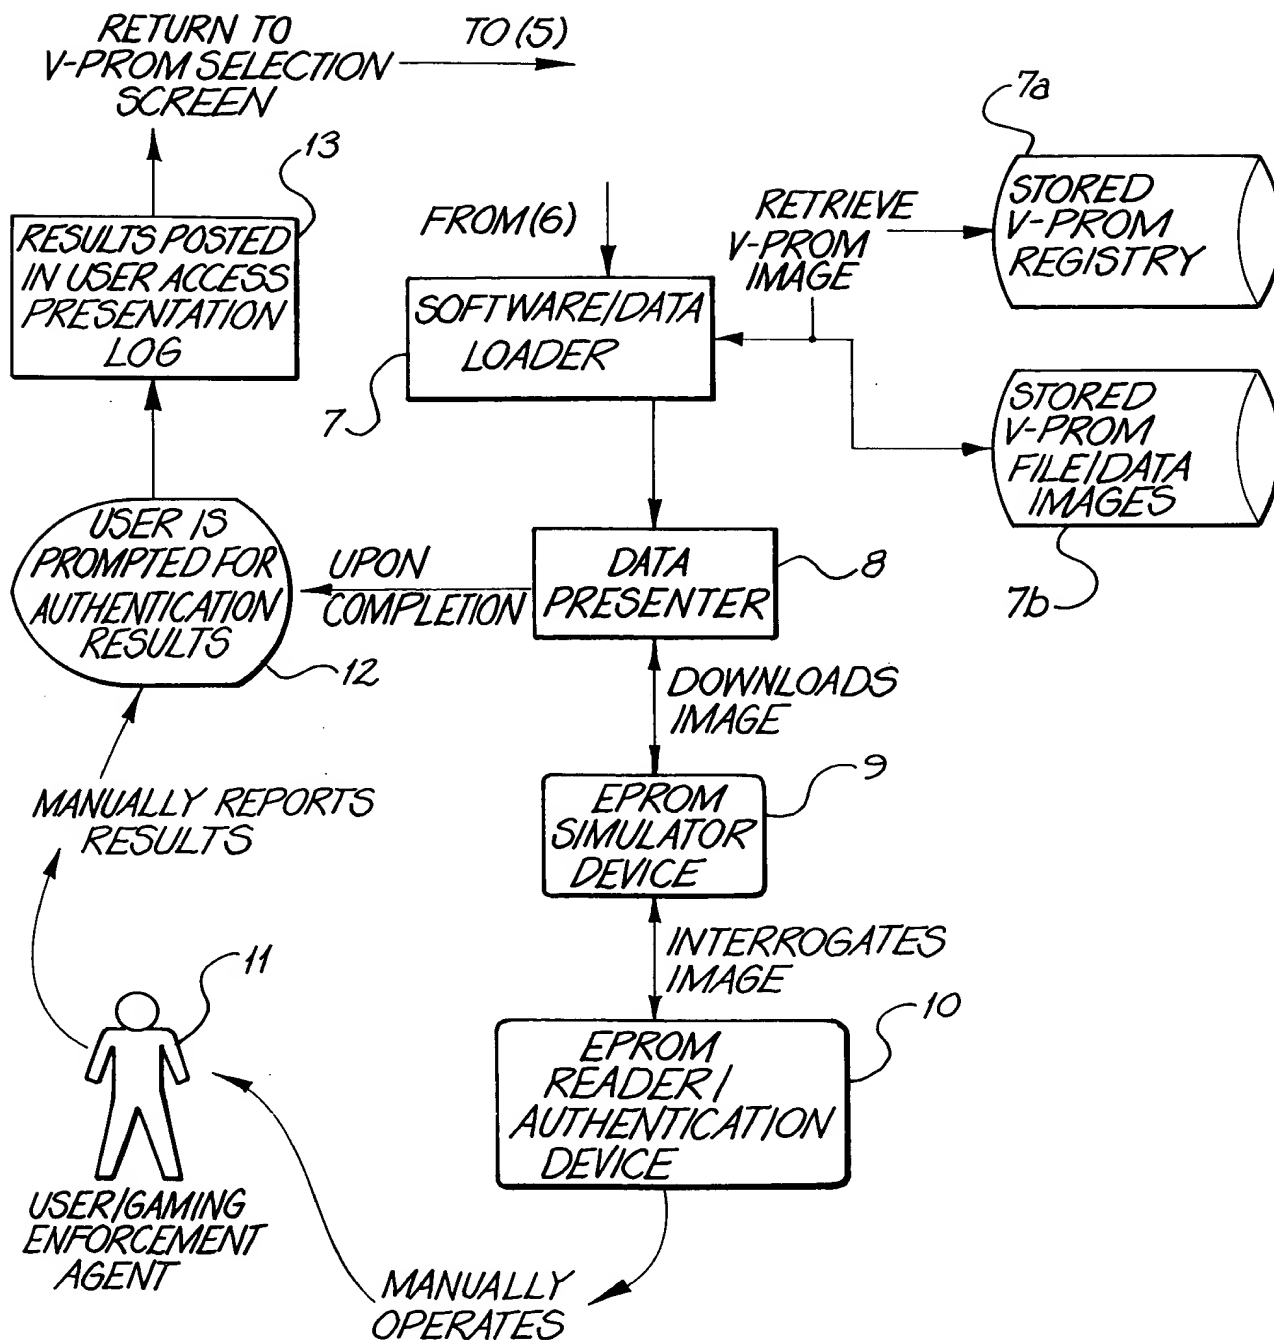 RETURN TO
V-PROM SELECTION
SCREEN
TO (5)
13
RESULTS POSTED
IN USER ACCESS
PRESENTATION
LOG
FROM (6)
RETRIEVE
V-PROM
IMAGE
7a
STORED
V-PROM
REGISTRY
SOFTWARE/DATA
LOADER
7
STORED
V-PROM
FILE/DATA
IMAGES
7b
USER IS
PROMPTED FOR
AUTHENTICATION
RESULTS
12
UPON
COMPLETION
DATA
PRESENTER
8
DOWNLOADS
IMAGE
MANUALLY REPORTS
RESULTS
EPROM
SIMULATOR
DEVICE
9
INTERROGATES
IMAGE
11
EPROM
READER/
AUTHENTICATION
DEVICE
10
USER/GAMING
ENFORCEMENT
AGENT
MANUALLY
OPERATES